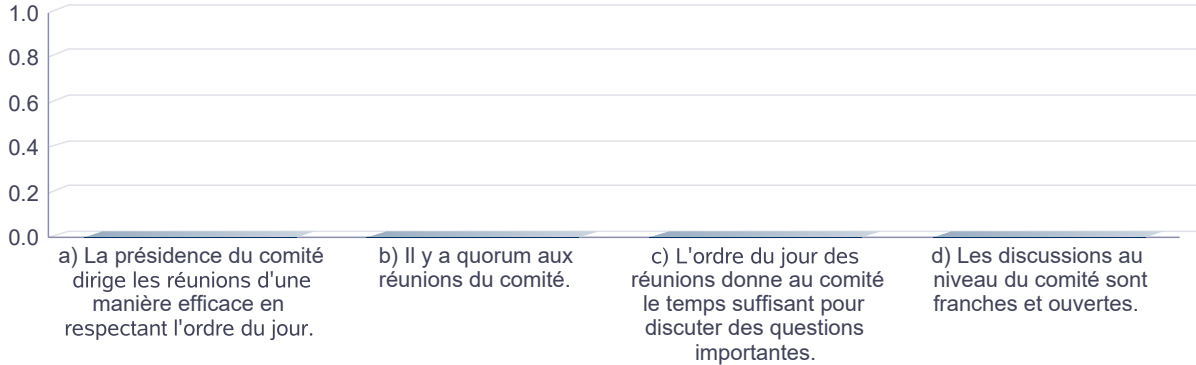 1.0
0.8
0.6
0.4
0.2
0.0
a) La présidence du comité
dirige les réunions d'une
manière efficace en
respectant l'ordre du jour.
b) Il y a quorum aux
réunions du comité.
c) L'ordre du jour des
réunions donne au comité
le temps suffisant pour
discuter des questions
importantes.
d) Les discussions au
niveau du comité sont
franches et ouvertes.